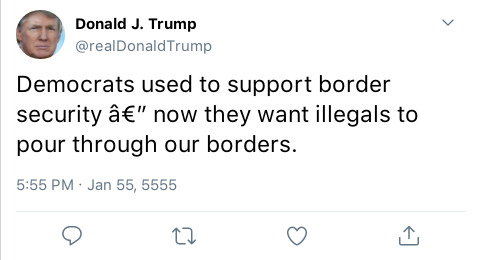 Donald J. Trump
@realDonaldTrump
Democrats used to support border
security â€” now they want illegals to
pour through our borders.
5:55 PM · Jan 55, 5555